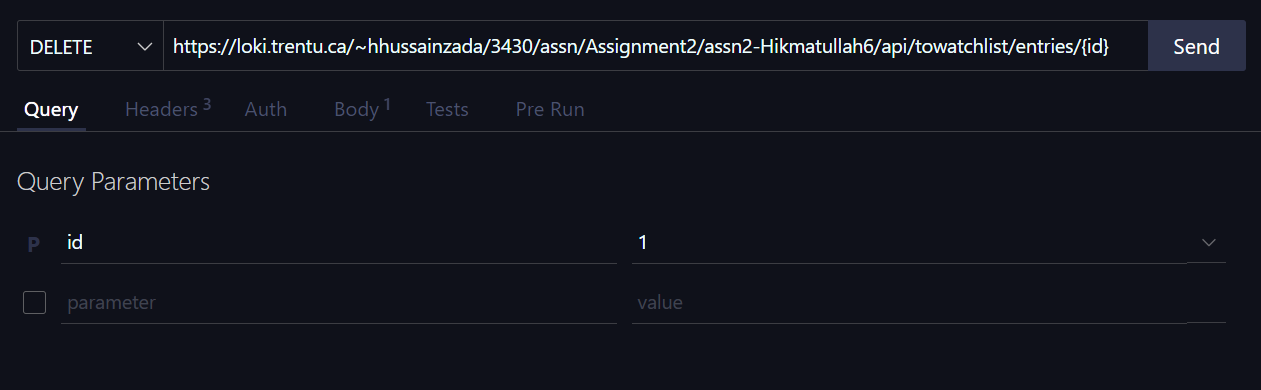 DELETE https://loki.trentu.ca/~hhussainzada/3430/assn/Assignment2/assn2-Hikmatullah6/api/towatchlist/entries/{id} Send
Query Headers 3 Auth Body 1 Tests Pre Run
Query Parameters
P id 1
parameter value